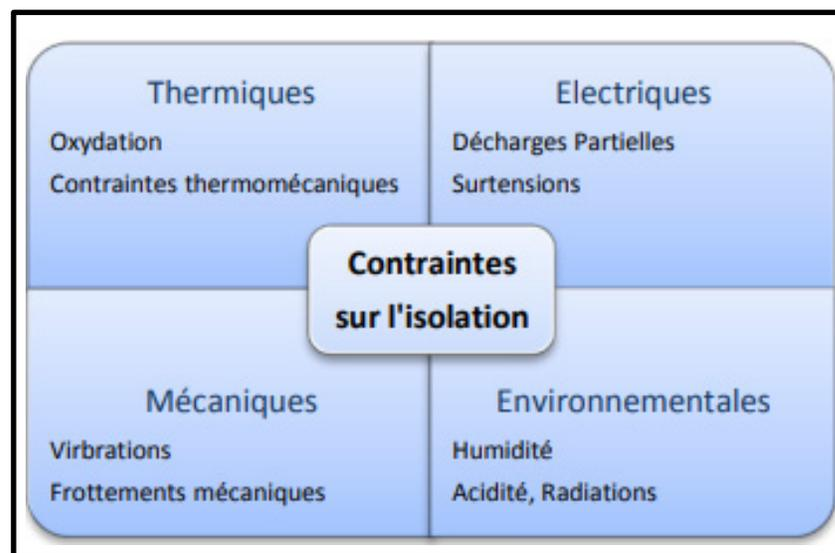 Thermiques
Oxydation
Contraintes thermomécaniques
Electriques
Décharges Partielles
Surtensions
Contraintes
sur l'isolation
Mécaniques
Virbrations
Frottements mécaniques
Environnementales
Humidité
Acidité, Radiations